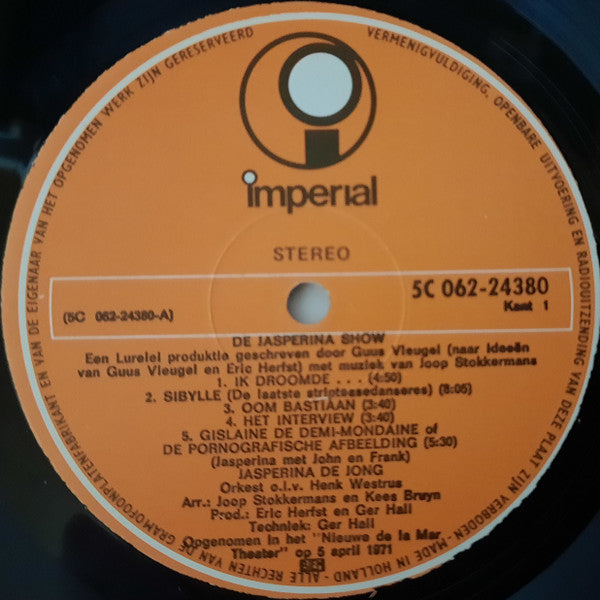 ALLE RECHTEN VAN DE GRAMOFOONPLATENFABRIKANT EN VAN DE EIGENAAR VAN HET OPGENOMEN WERK ZIJN GERESERVEERD
VERMENIGVULDIGING, OPENBARE UITVOERING EN RADIOUITZENDING VAN DEZE PLAAT ZIJN VERBODEN - MADE IN HOLLAND -
imperial
STEREO
5C 062-24380
Kant 1
(5C 062-24380-A)
DE JASPERINA SHOW
Een Lurelei produktie geschreven door Guus Vleugel (naar ideeën
van Guus Vleugel en Eric Herfst) met muziek van Joop Stokkermans
1. IK DROOMDE . . . (4:50)
2. SIBYLLE (De laatste stripteasedanseres) (8:05)
3. OOM BASTIAAN (3:40)
4. HET INTERVIEW (3:40)
5. GISLAINE DE DEMI-MONDAINE of
DE PORNOGRAFISCHE AFBEELDING (5:30)
(Jasperina met John en Frank)
JASPERINA DE JONG
Orkest o.l.v. Henk Westrus
Arr.: Joop Stokkermans en Kees Bruyn
Prod.: Eric Herfst en Ger Hall
Techniek: Ger Hall
Opgenomen in het "Nieuwe de la Mar
Theater" op 5 april 1971